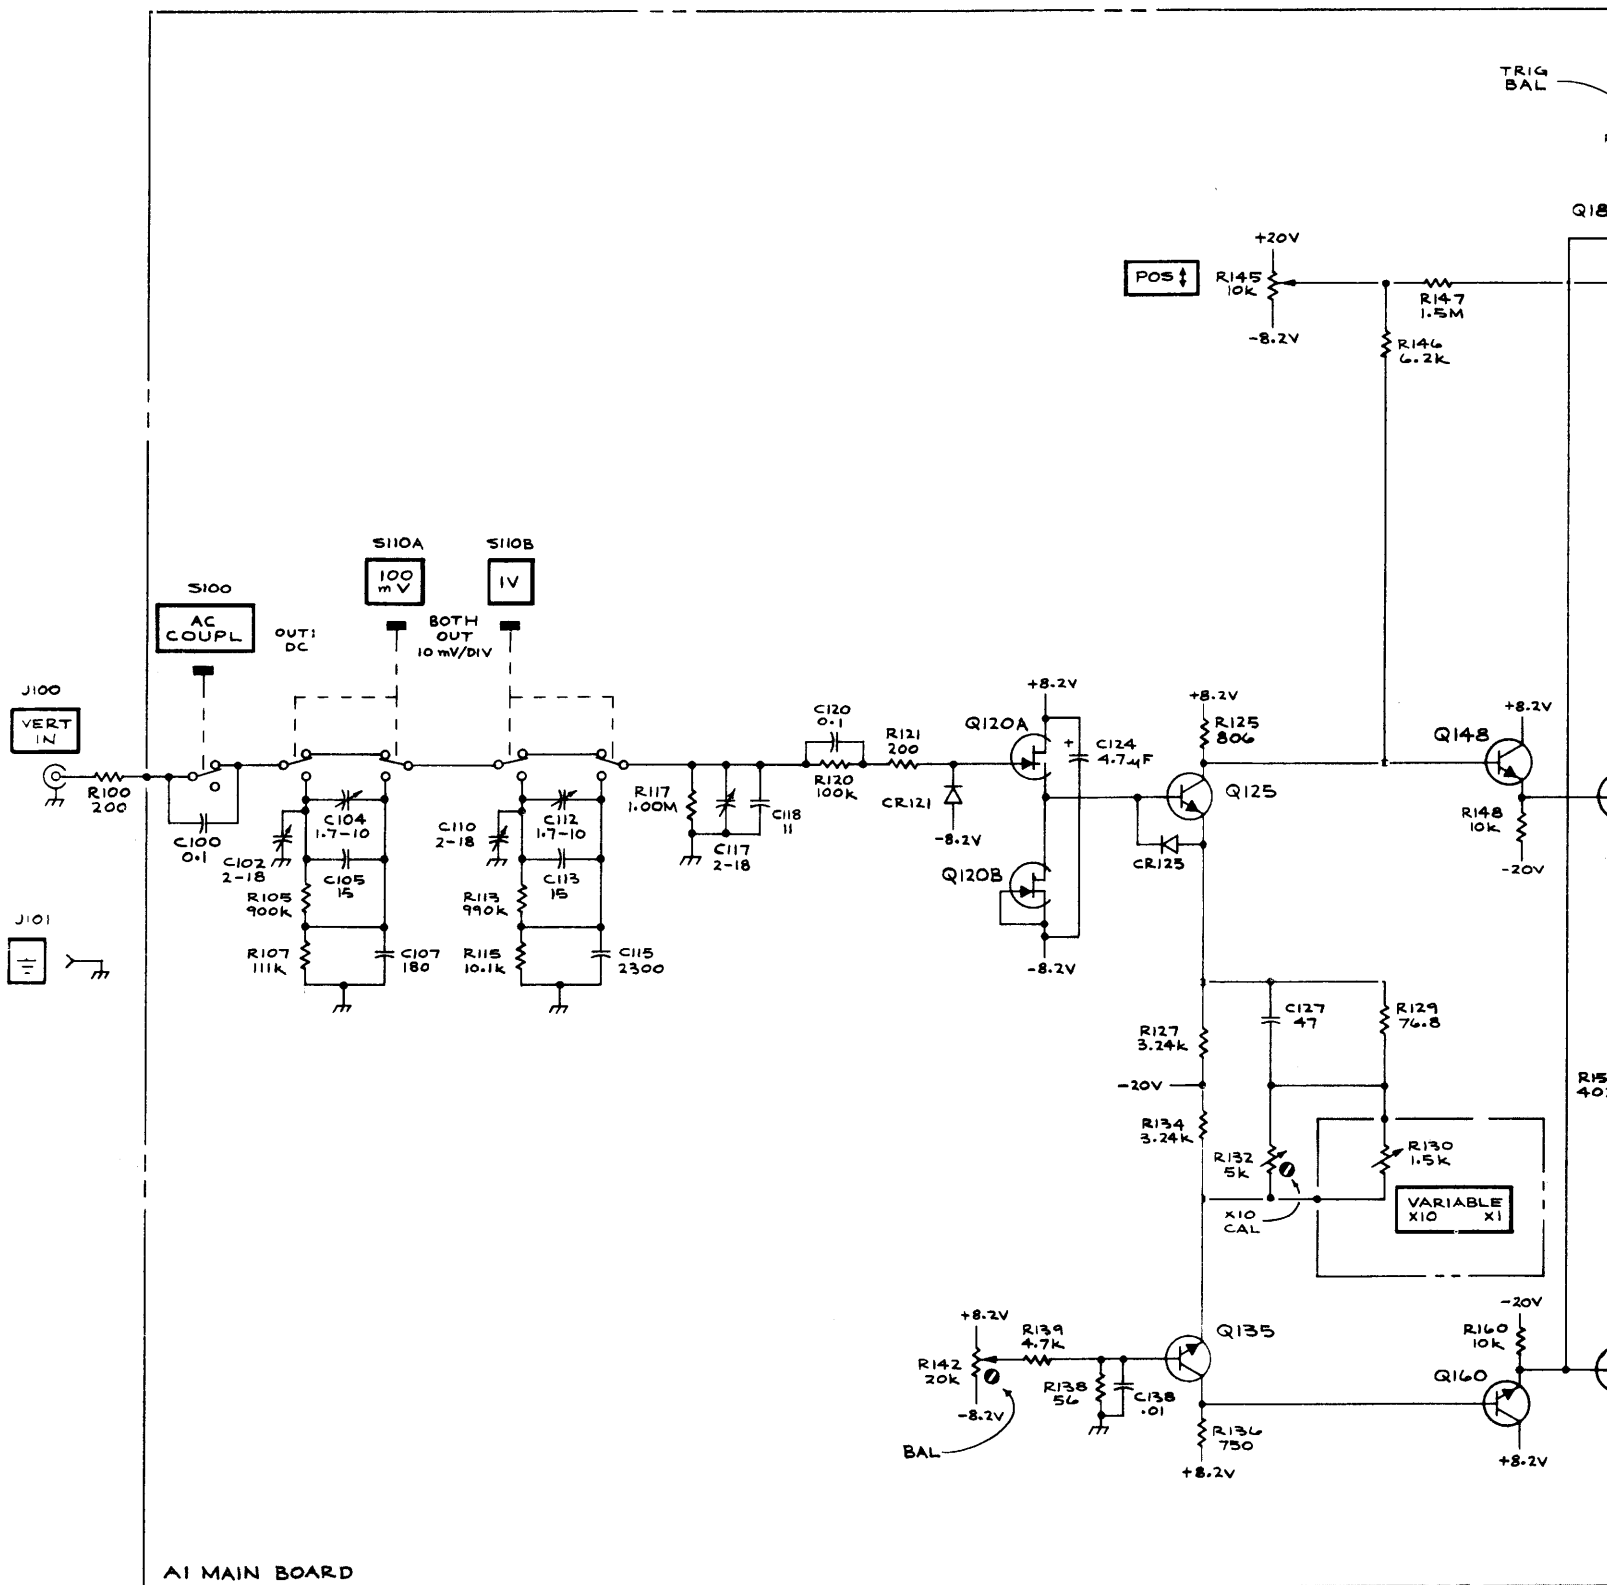 TRIG
BAL
Q18
+20V
POS
R145
10K
-8.2V
R147
1.5M
R146
6.2K
S110A
100
mV
S110B
1V
BOTH
OUT
10 mV/DIV
S100
AC
COUPL
OUT:
DC
J100
VERT
IN
R100
200
C100
0.1
C102
2-18
C104
1.7-10
C105
15
R105
900K
R107
111K
C107
180
C110
2-18
C112
1.7-10
C113
15
R113
990K
R115
10.1K
C115
2300
J101
R117
1.00M
C117
2-18
C118
11
C120
0.1
R120
100K
R121
200
CR121
-8.2V
+8.2V
Q120A
C124
4.7µF
Q120B
-8.2V
+8.2V
R125
806
Q125
CR125
+8.2V
Q148
R148
10K
-20V
C127
47
R129
76.8
R127
3.24K
-20V
R134
3.24K
R132
5K
X10
CAL
R130
1.5K
VARIABLE
X10 X1
R15
40
+8.2V
R142
20K
-8.2V
BAL
R139
4.7K
R138
56
C138
.01
Q135
R136
750
+8.2V
-20V
R160
10K
Q160
+8.2V
A1 MAIN BOARD